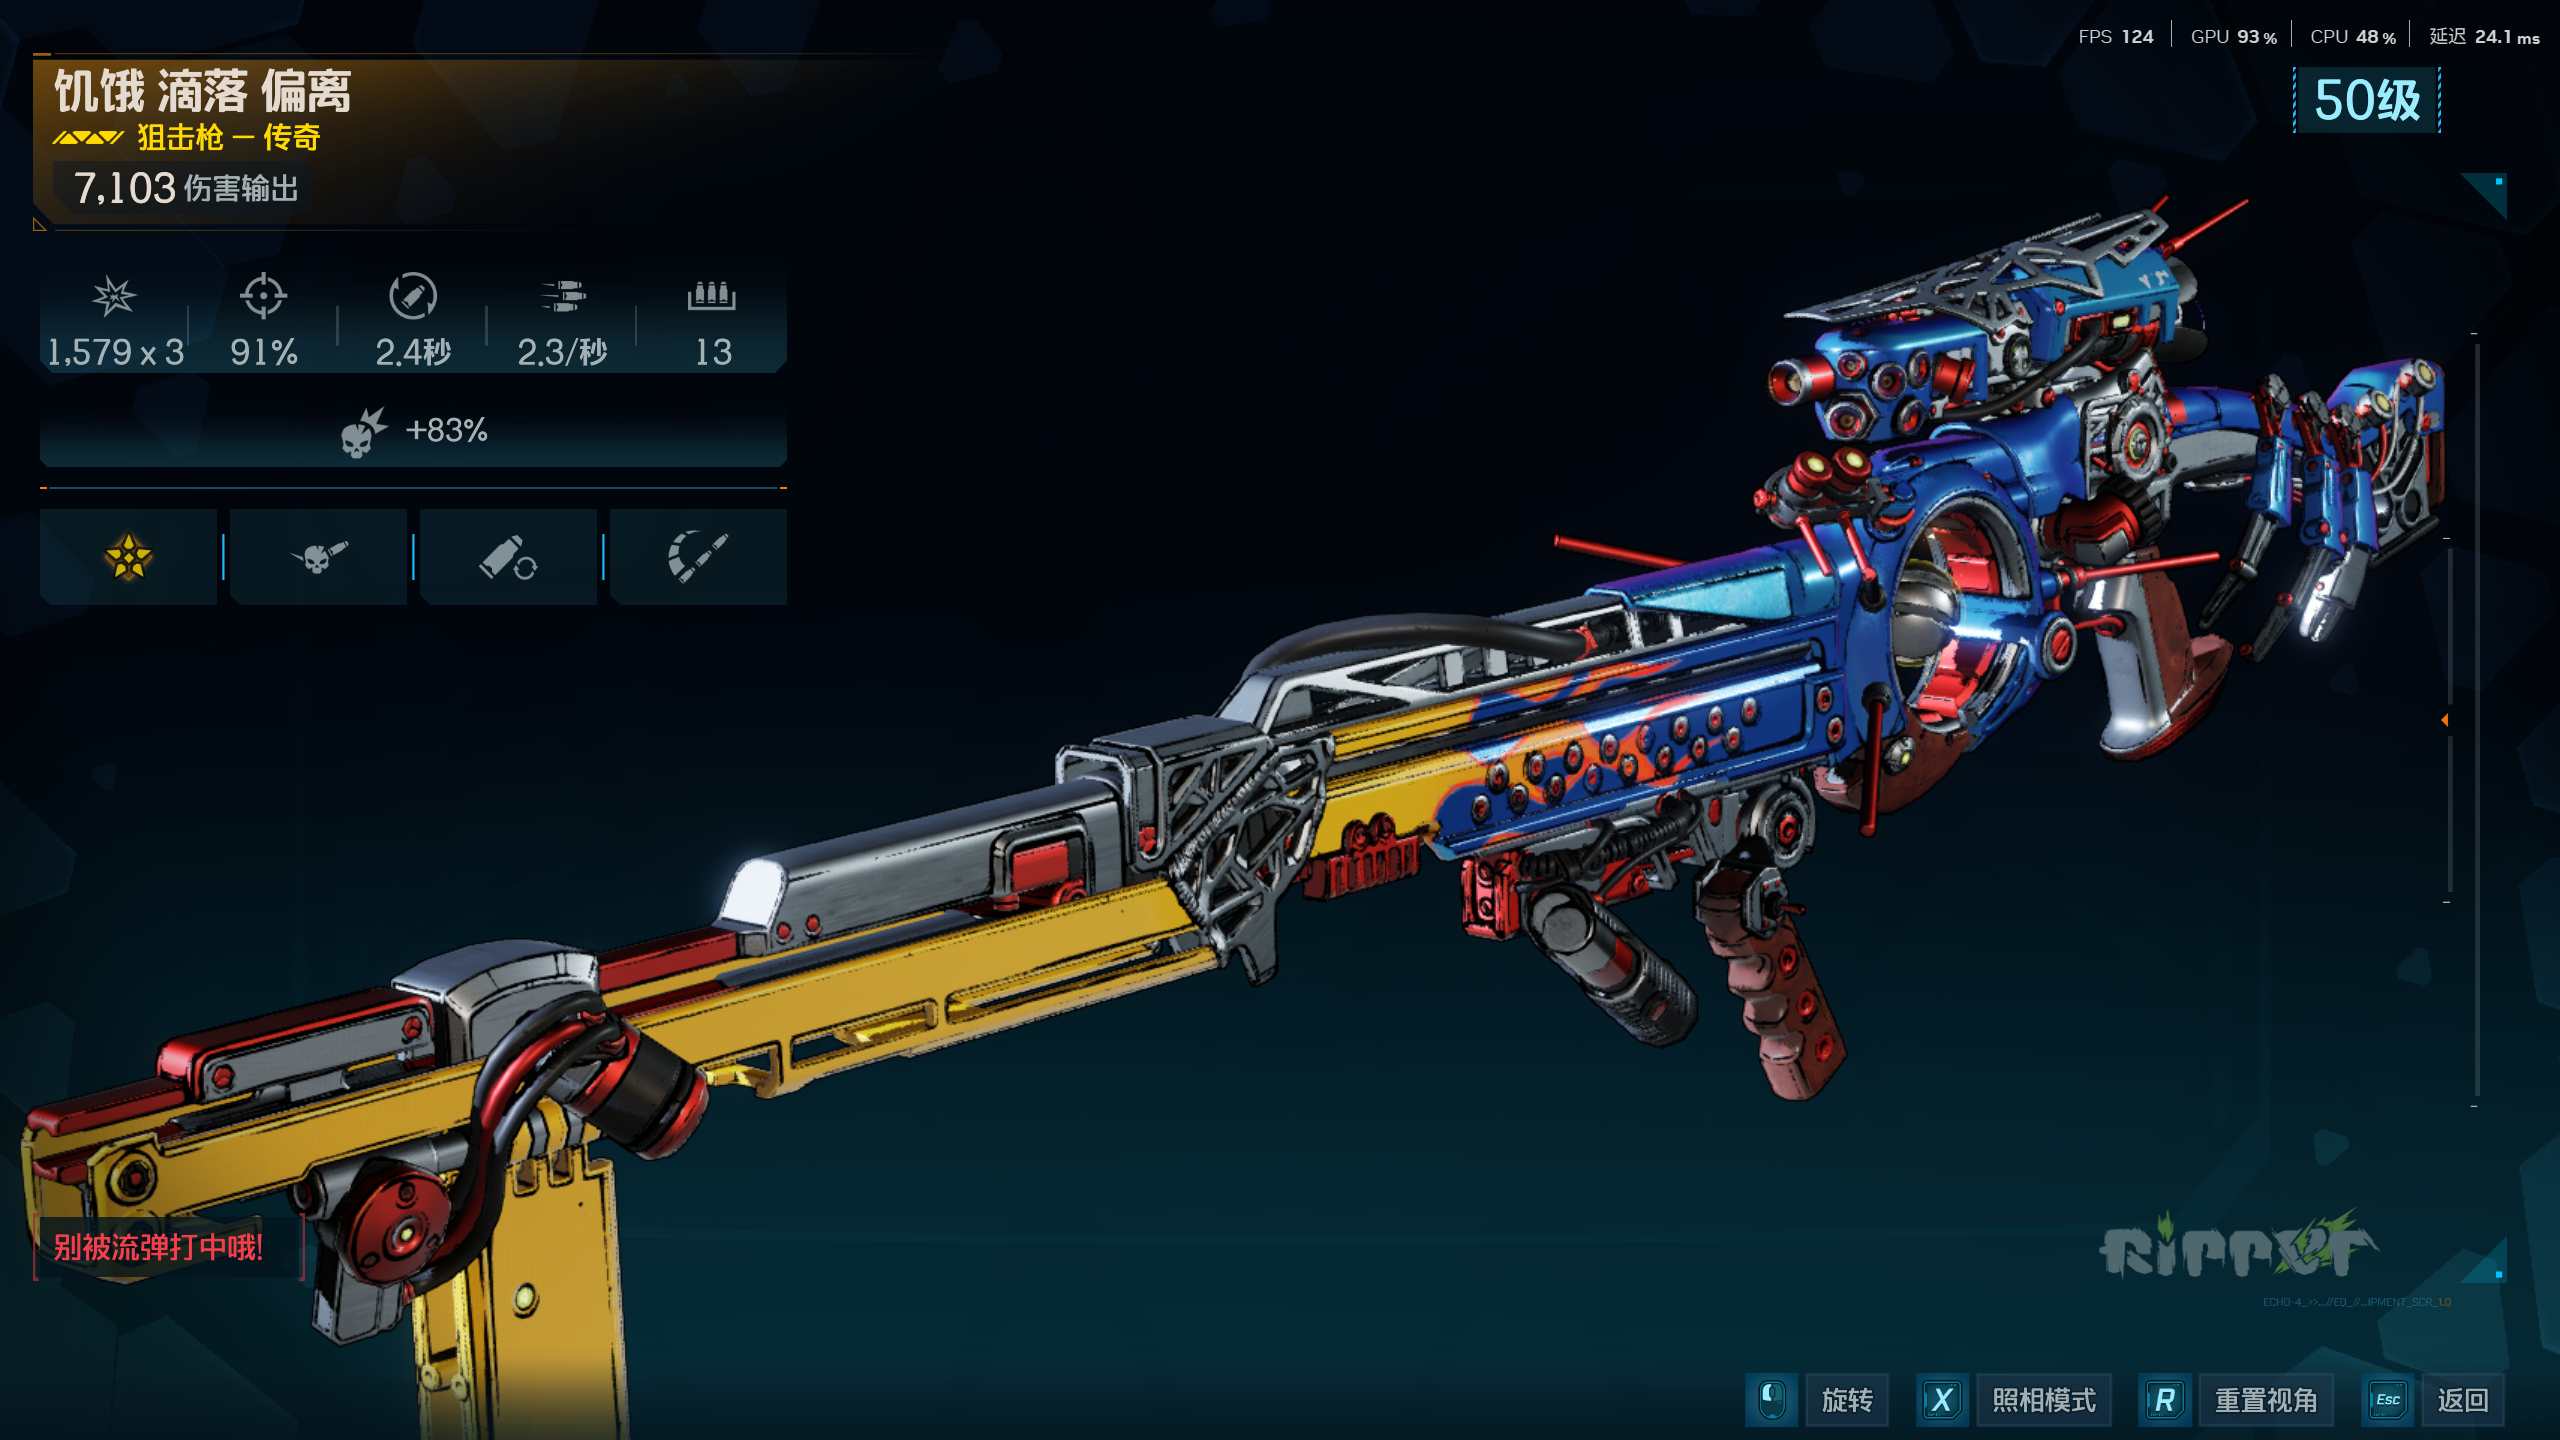 FPS 124 GPU 93 % CPU 48 % 延迟 24.1 ms
饥饿 滴落 偏离
50级
狙击枪 – 传奇
7,103 伤害输出
1,579 x 3 91% 2.4秒 2.3/秒 13
+83%
别被流弹打中哦!
Ripper
旋转 X 照相模式 R 重置视角 Esc 返回